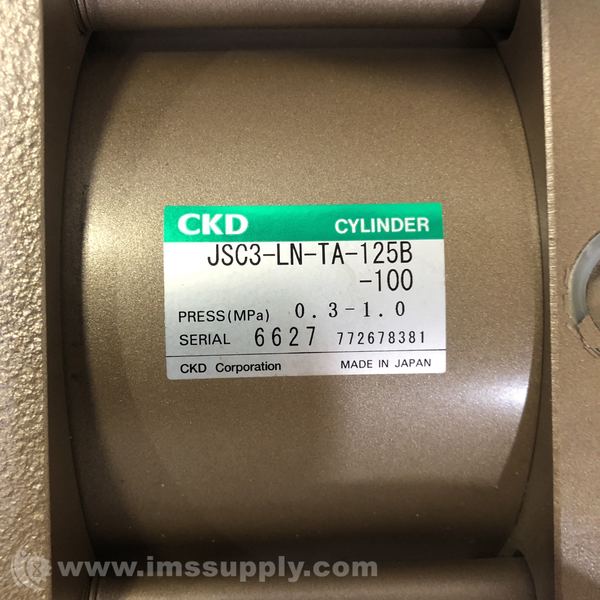 CKD CYLINDER
JSC3-LN-TA-125B
-100
PRESS(MPa) 0.3-1.0
SERIAL 6627 772678381
CKD Corporation MADE IN JAPAN
www.imssupply.com